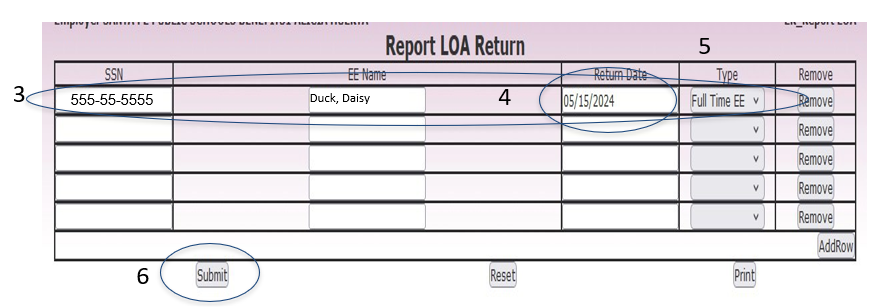 Report LOA Return
5
SSN EE Name Return Date Type Remove
3 555-55-5555 Duck, Daisy 4 05/15/2024 Full Time EE Remove
Remove
Remove
Remove
Remove
AddRow
6 Submit Reset Print